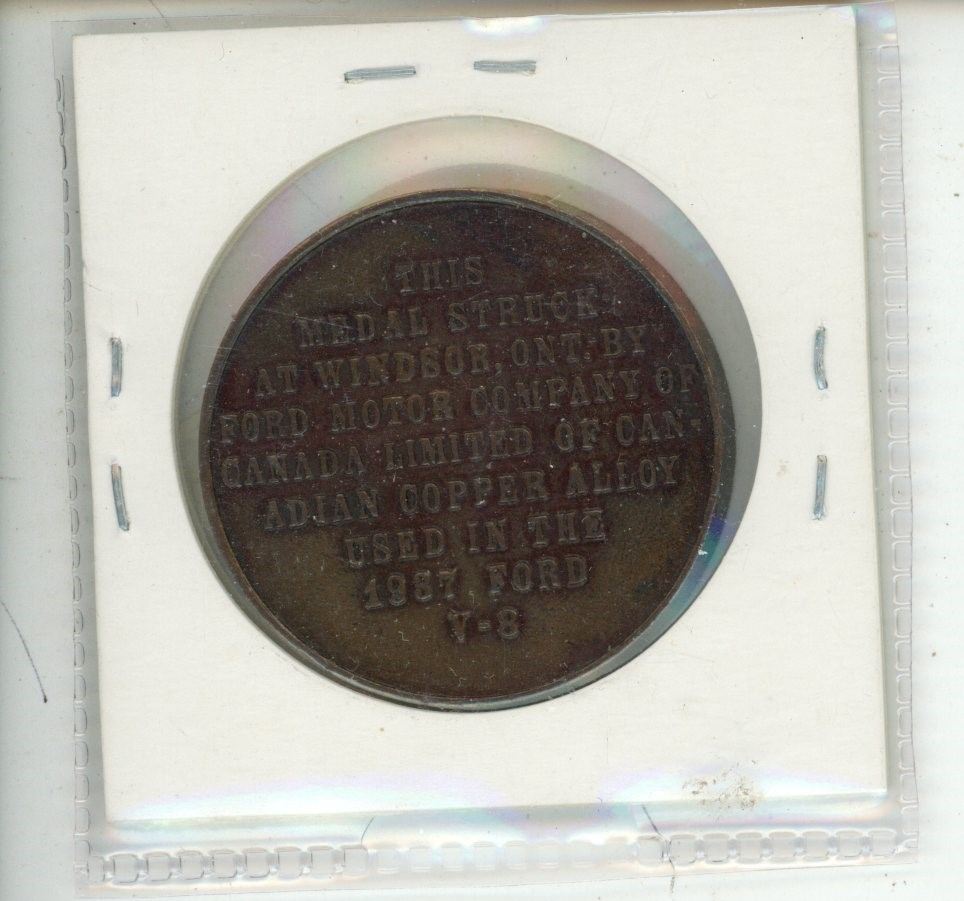 THIS
MEDAL STRUCK
AT WINDSOR, ONT. BY
FORD MOTOR COMPANY OF
CANADA LIMITED OF CAN-
ADIAN COPPER ALLOY
USED IN THE
1937 FORD
V-8